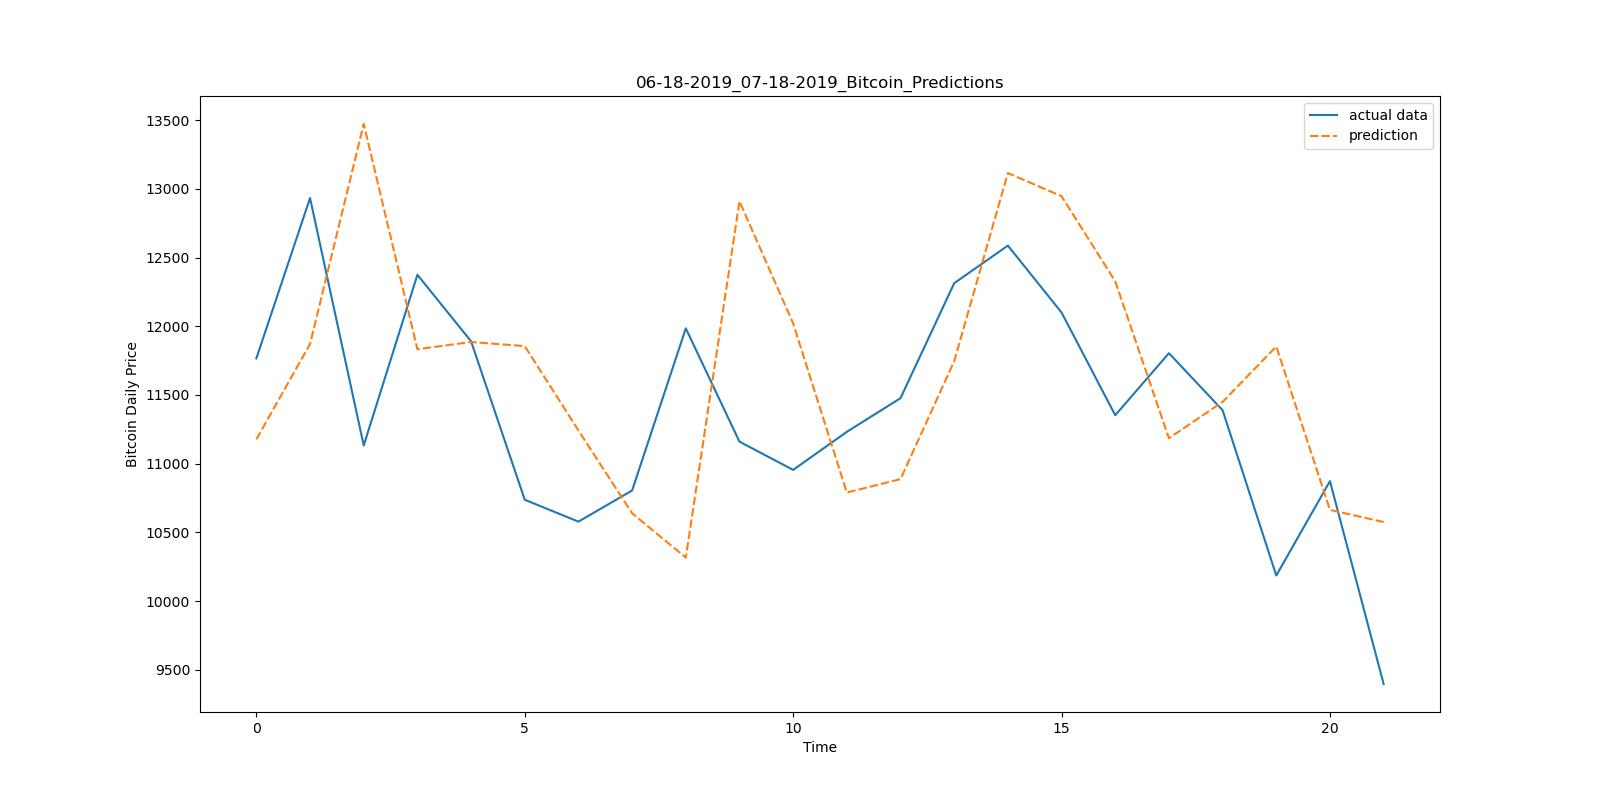 06-18-2019_07-18-2019_Bitcoin_Predictions
actual data
prediction
Bitcoin Daily Price
13500
13000
12500
12000
11500
11000
10500
10000
9500
0 5 10 15 20
Time